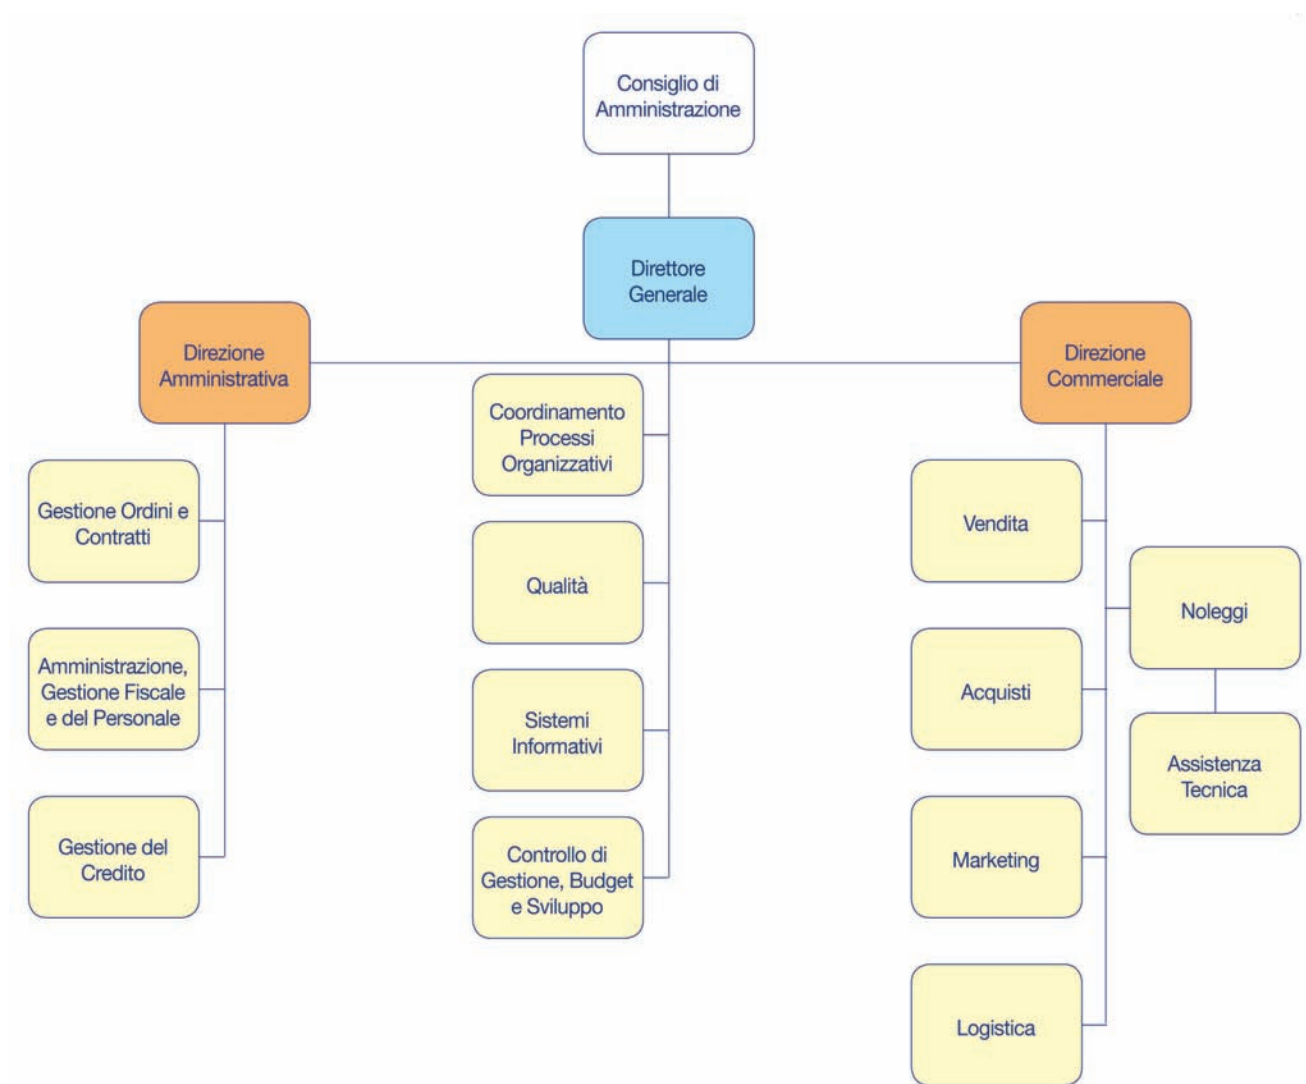 Consiglio di
Amministrazione
Direttore
Generale
Direzione
Amministrativa
Direzione
Commerciale
Gestione Ordini e
Contratti
Amministrazione,
Gestione Fiscale
e del Personale
Gestione del
Credito
Coordinamento
Processi
Organizzativi
Qualità
Sistemi
Informativi
Controllo di
Gestione, Budget
e Sviluppo
Vendita
Acquisti
Marketing
Logistica
Noleggi
Assistenza
Tecnica